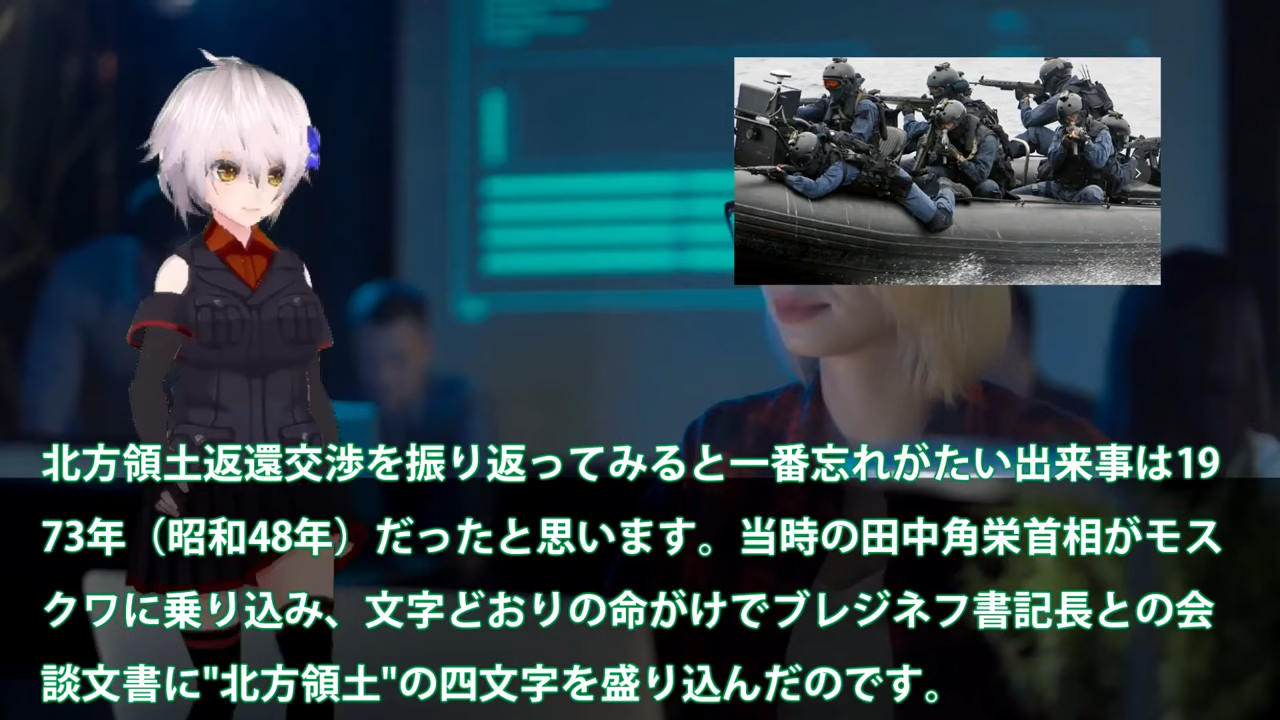 北方領土返還交渉を振り返ってみると一番忘れがたい出来事は19
73年（昭和48年）だったと思います。当時の田中角栄首相がモス
クワに乗り込み、文字どおりの命がけでブレジネフ書記長との会
談文書に"北方領土"の四文字を盛り込んだのです。